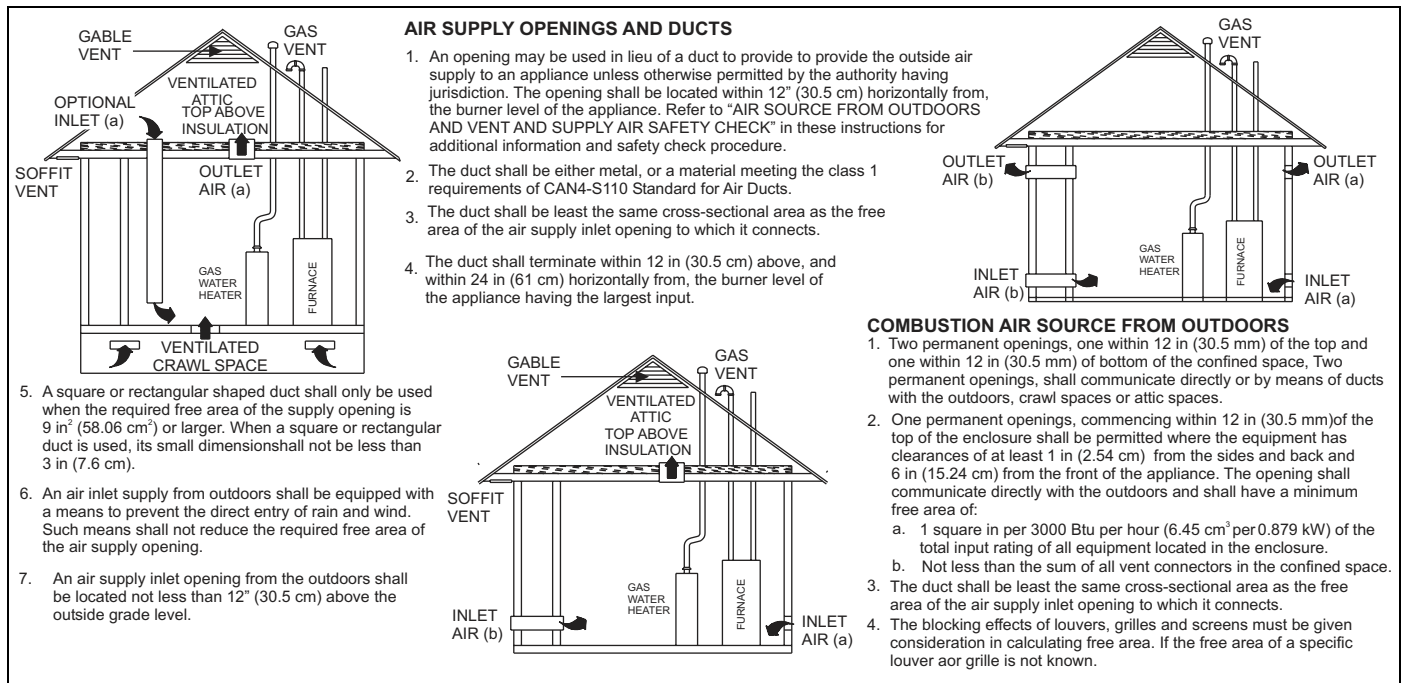 GABLE
VENT
GAS
VENT
VENTILATED
ATTIC
TOP ABOVE
INSULATION
OPTIONAL
INLET (a)
SOFFIT
VENT
OUTLET
AIR (a)
GAS
WATER
HEATER
FURNACE
VENTILATED
CRAWL SPACE
AIR SUPPLY OPENINGS AND DUCTS
1. An opening may be used in lieu of a duct to provide to provide the outside air
supply to an appliance unless otherwise permitted by the authority having
jurisdiction. The opening shall be located within 12” (30.5 cm) horizontally from,
the burner level of the appliance. Refer to “AIR SOURCE FROM OUTDOORS
AND VENT AND SUPPLY AIR SAFETY CHECK” in these instructions for
additional information and safety check procedure.
2. The duct shall be either metal, or a material meeting the class 1
requirements of CAN4-S110 Standard for Air Ducts.
3. The duct shall be least the same cross-sectional area as the free
area of the air supply inlet opening to which it connects.
4. The duct shall terminate within 12 in (30.5 cm) above, and
within 24 in (61 cm) horizontally from, the burner level of
the appliance having the largest input.
5. A square or rectangular shaped duct shall only be used
when the required free area of the supply opening is
9 in² (58.06 cm²) or larger. When a square or rectangular
duct is used, its small dimensionshall not be less than
3 in (7.6 cm).
6. An air inlet supply from outdoors shall be equipped with
a means to prevent the direct entry of rain and wind.
Such means shall not reduce the required free area of
the air supply opening.
7. An air supply inlet opening from the outdoors shall
be located not less than 12” (30.5 cm) above the
outside grade level.
GABLE
VENT
GAS
VENT
VENTILATED
ATTIC
TOP ABOVE
INSULATION
SOFFIT
VENT
GAS
WATER
HEATER
FURNACE
INLET
AIR (b)
INLET
AIR (a)
GAS
VENT
OUTLET
AIR (b)
OUTLET
AIR (a)
GAS
WATER
HEATER
FURNACE
INLET
AIR (b)
INLET
AIR (a)
COMBUSTION AIR SOURCE FROM OUTDOORS
1. Two permanent openings, one within 12 in (30.5 mm) of the top and
one within 12 in (30.5 mm) of bottom of the confined space, Two
permanent openings, shall communicate directly or by means of ducts
with the outdoors, crawl spaces or attic spaces.
2. One permanent openings, commencing within 12 in (30.5 mm)of the
top of the enclosure shall be permitted where the equipment has
clearances of at least 1 in (2.54 cm) from the sides and back and
6 in (15.24 cm) from the front of the appliance. The opening shall
communicate directly with the outdoors and shall have a minimum
free area of:
a. 1 square in per 3000 Btu per hour (6.45 cm³ per 0.879 kW) of the
total input rating of all equipment located in the enclosure.
b. Not less than the sum of all vent connectors in the confined space.
3. The duct shall be least the same cross-sectional area as the free
area of the air supply inlet opening to which it connects.
4. The blocking effects of louvers, grilles and screens must be given
consideration in calculating free area. If the free area of a specific
louver aor grille is not known.